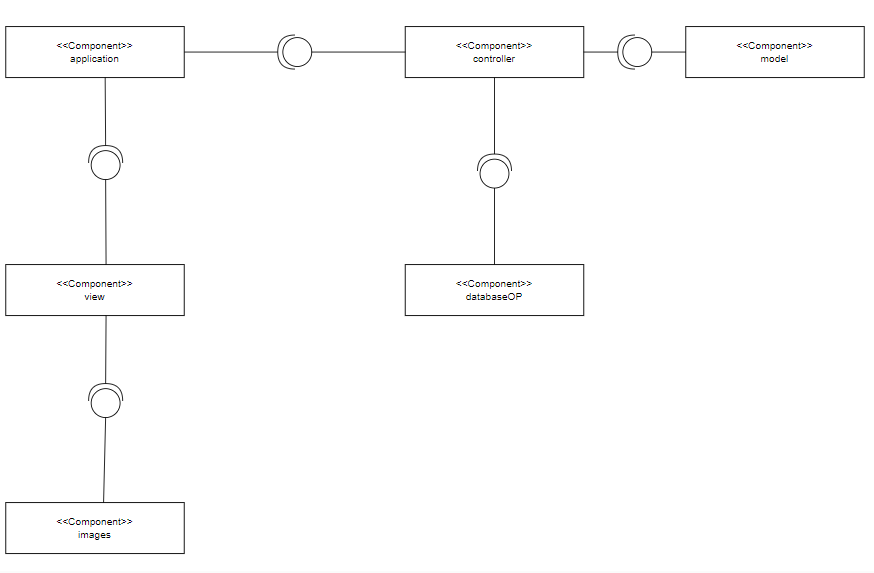 <<Component>>
application
<<Component>>
controller
<<Component>>
model
<<Component>>
view
<<Component>>
databaseOP
<<Component>>
images